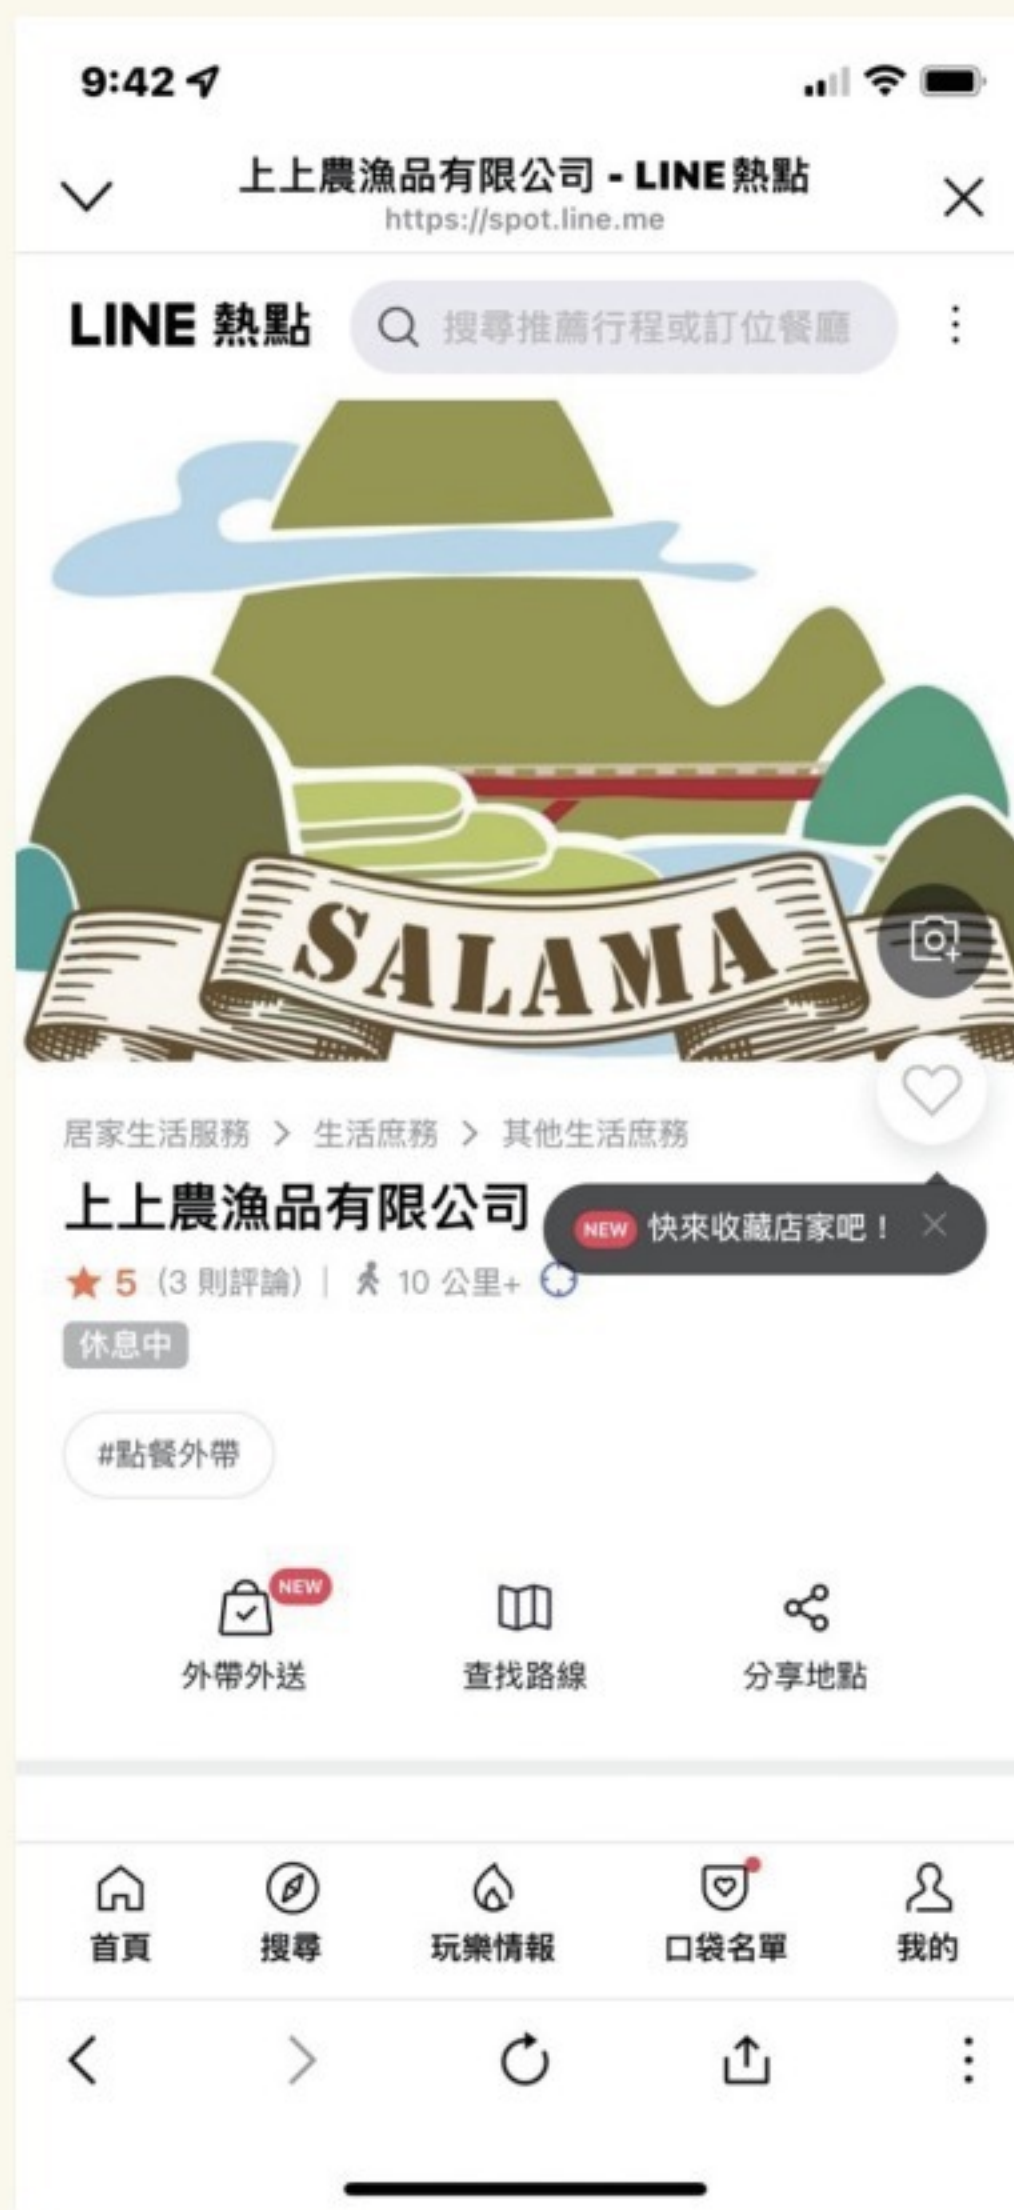 9:42
上上農漁品有限公司 - LINE熱點
https://spot.line.me
LINE 熱點
搜尋推薦行程或訂位餐廳
SALAMA
居家生活服務 > 生活庶務 > 其他生活庶務
上上農漁品有限公司
NEW 快來收藏店家吧！
5 (3 則評論) | 10 公里+
休息中
#點餐外帶
NEW
外帶外送 查找路線 分享地點
首頁 搜尋 玩樂情報 口袋名單 我的